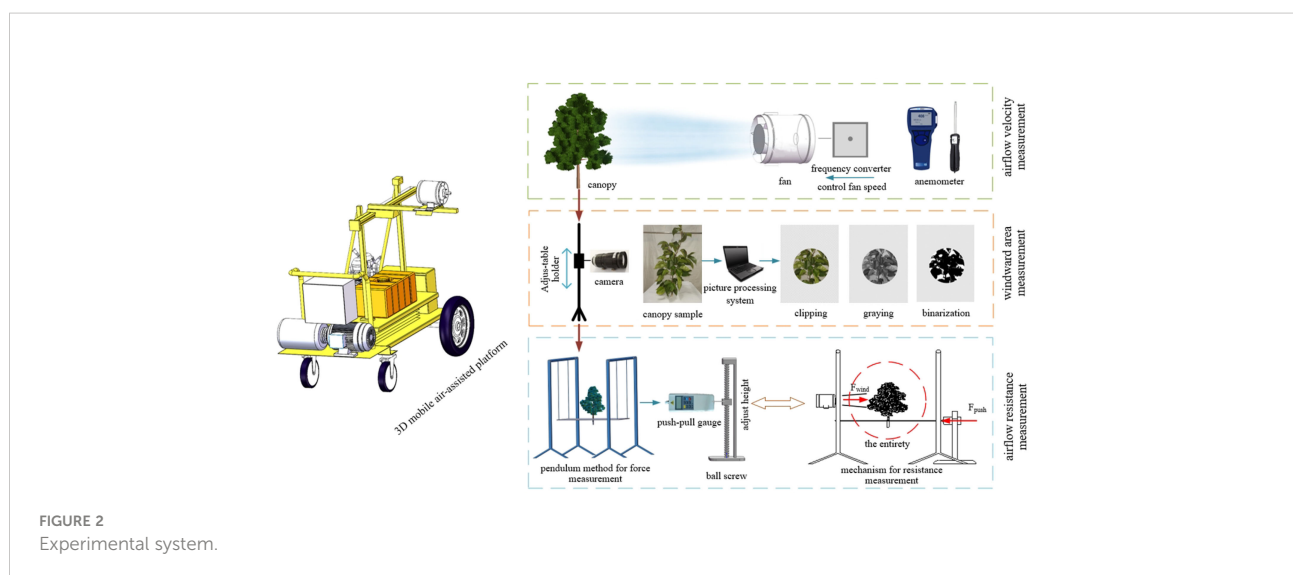 airflow velocity
measurement
canopy
fan
frequency converter
control fan speed
anemometer
windward area
measurement
Adjus-table
holder
camera
canopy sample
picture processing
system
clipping
graying
binarization
airflow resistance
measurement
pendulum method for force
measurement
push-pull gauge
adjust height
ball screw
F wind
F push
the entirety
mechanism for resistance
measurement
3D mobile air-assisted platform
FIGURE 2
Experimental system.